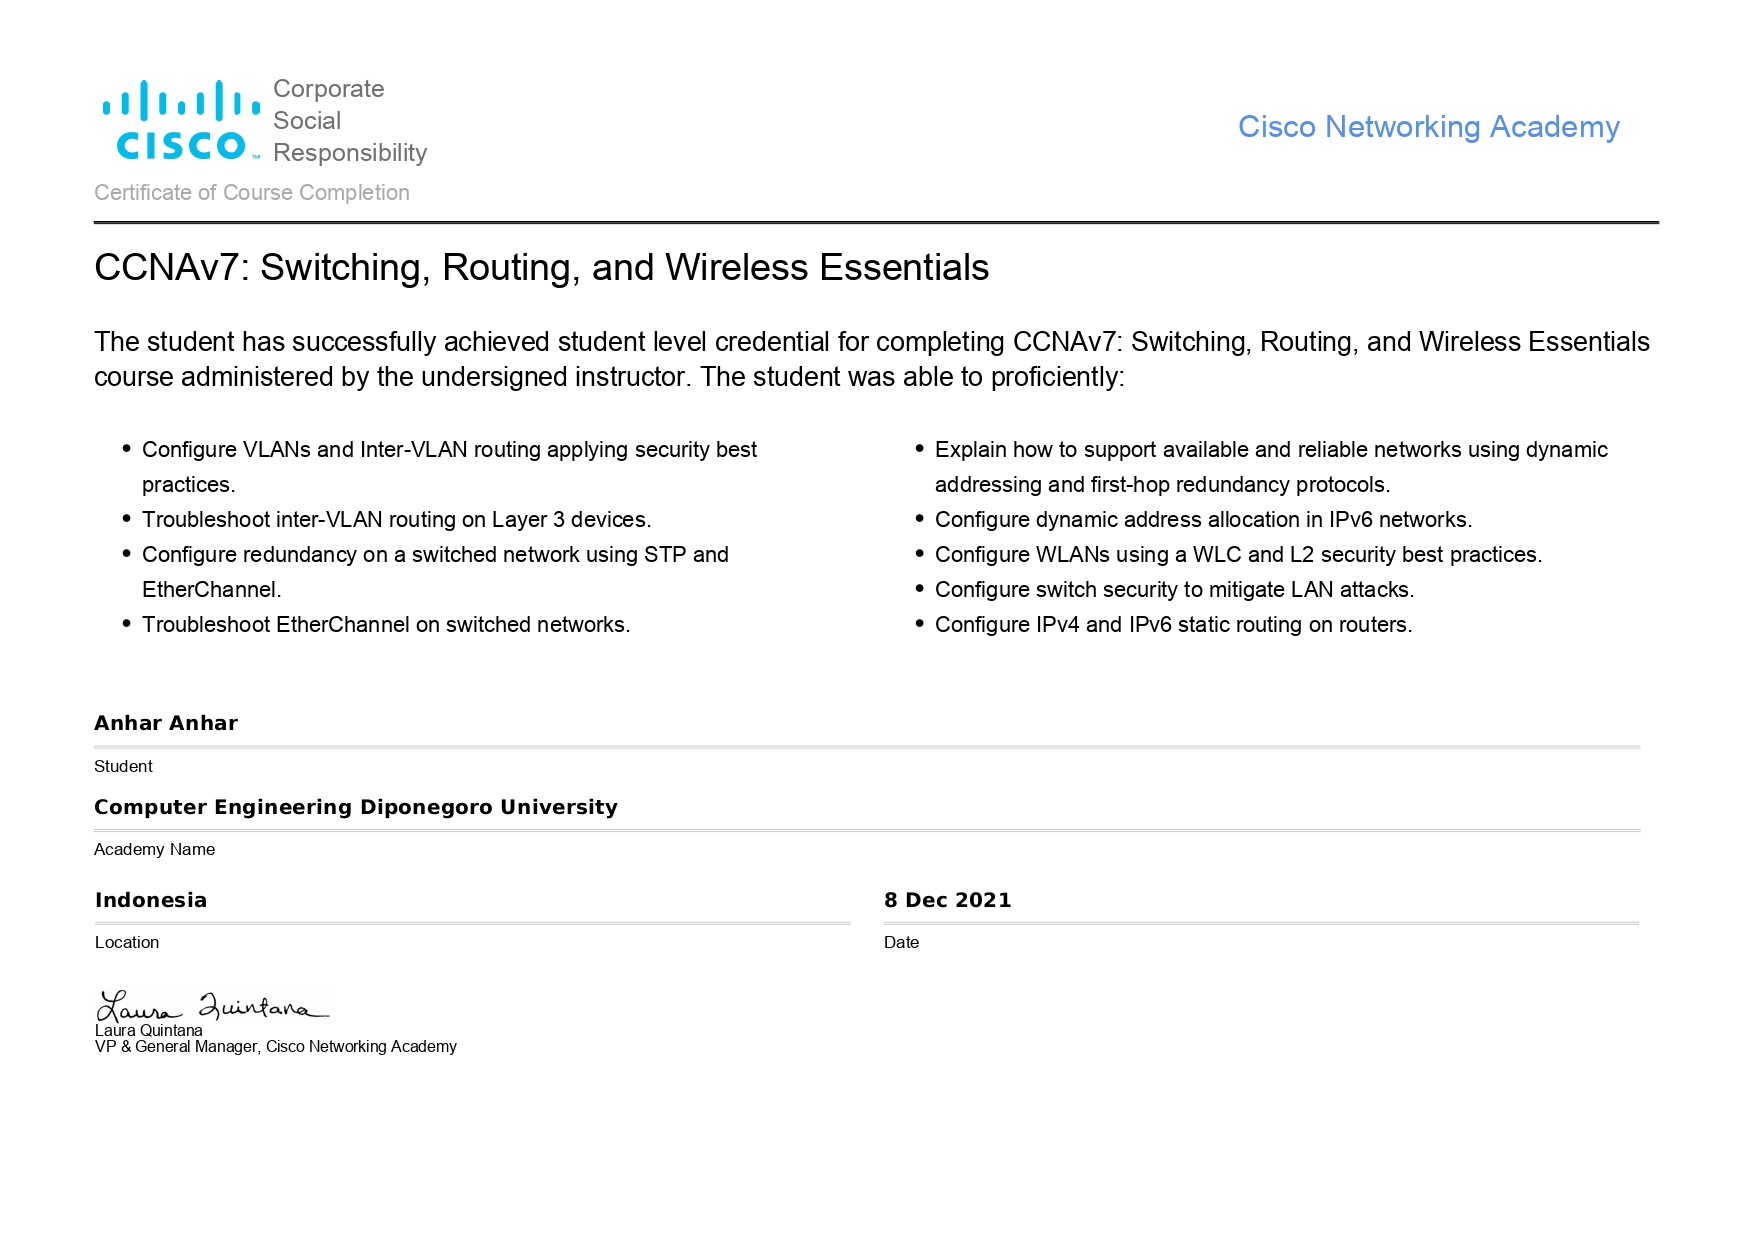 Corporate
Social
Responsibility
CISCO™
Cisco Networking Academy
Certificate of Course Completion
CCNAv7: Switching, Routing, and Wireless Essentials
The student has successfully achieved student level credential for completing CCNAv7: Switching, Routing, and Wireless Essentials
course administered by the undersigned instructor. The student was able to proficiently:
• Configure VLANs and Inter-VLAN routing applying security best
practices.
• Troubleshoot inter-VLAN routing on Layer 3 devices.
• Configure redundancy on a switched network using STP and
EtherChannel.
• Troubleshoot EtherChannel on switched networks.
• Explain how to support available and reliable networks using dynamic
addressing and first-hop redundancy protocols.
• Configure dynamic address allocation in IPv6 networks.
• Configure WLANs using a WLC and L2 security best practices.
• Configure switch security to mitigate LAN attacks.
• Configure IPv4 and IPv6 static routing on routers.
Anhar Anhar
Student
Computer Engineering Diponegoro University
Academy Name
Indonesia
Location
8 Dec 2021
Date
Laura Quintana
Laura Quintana
VP & General Manager, Cisco Networking Academy